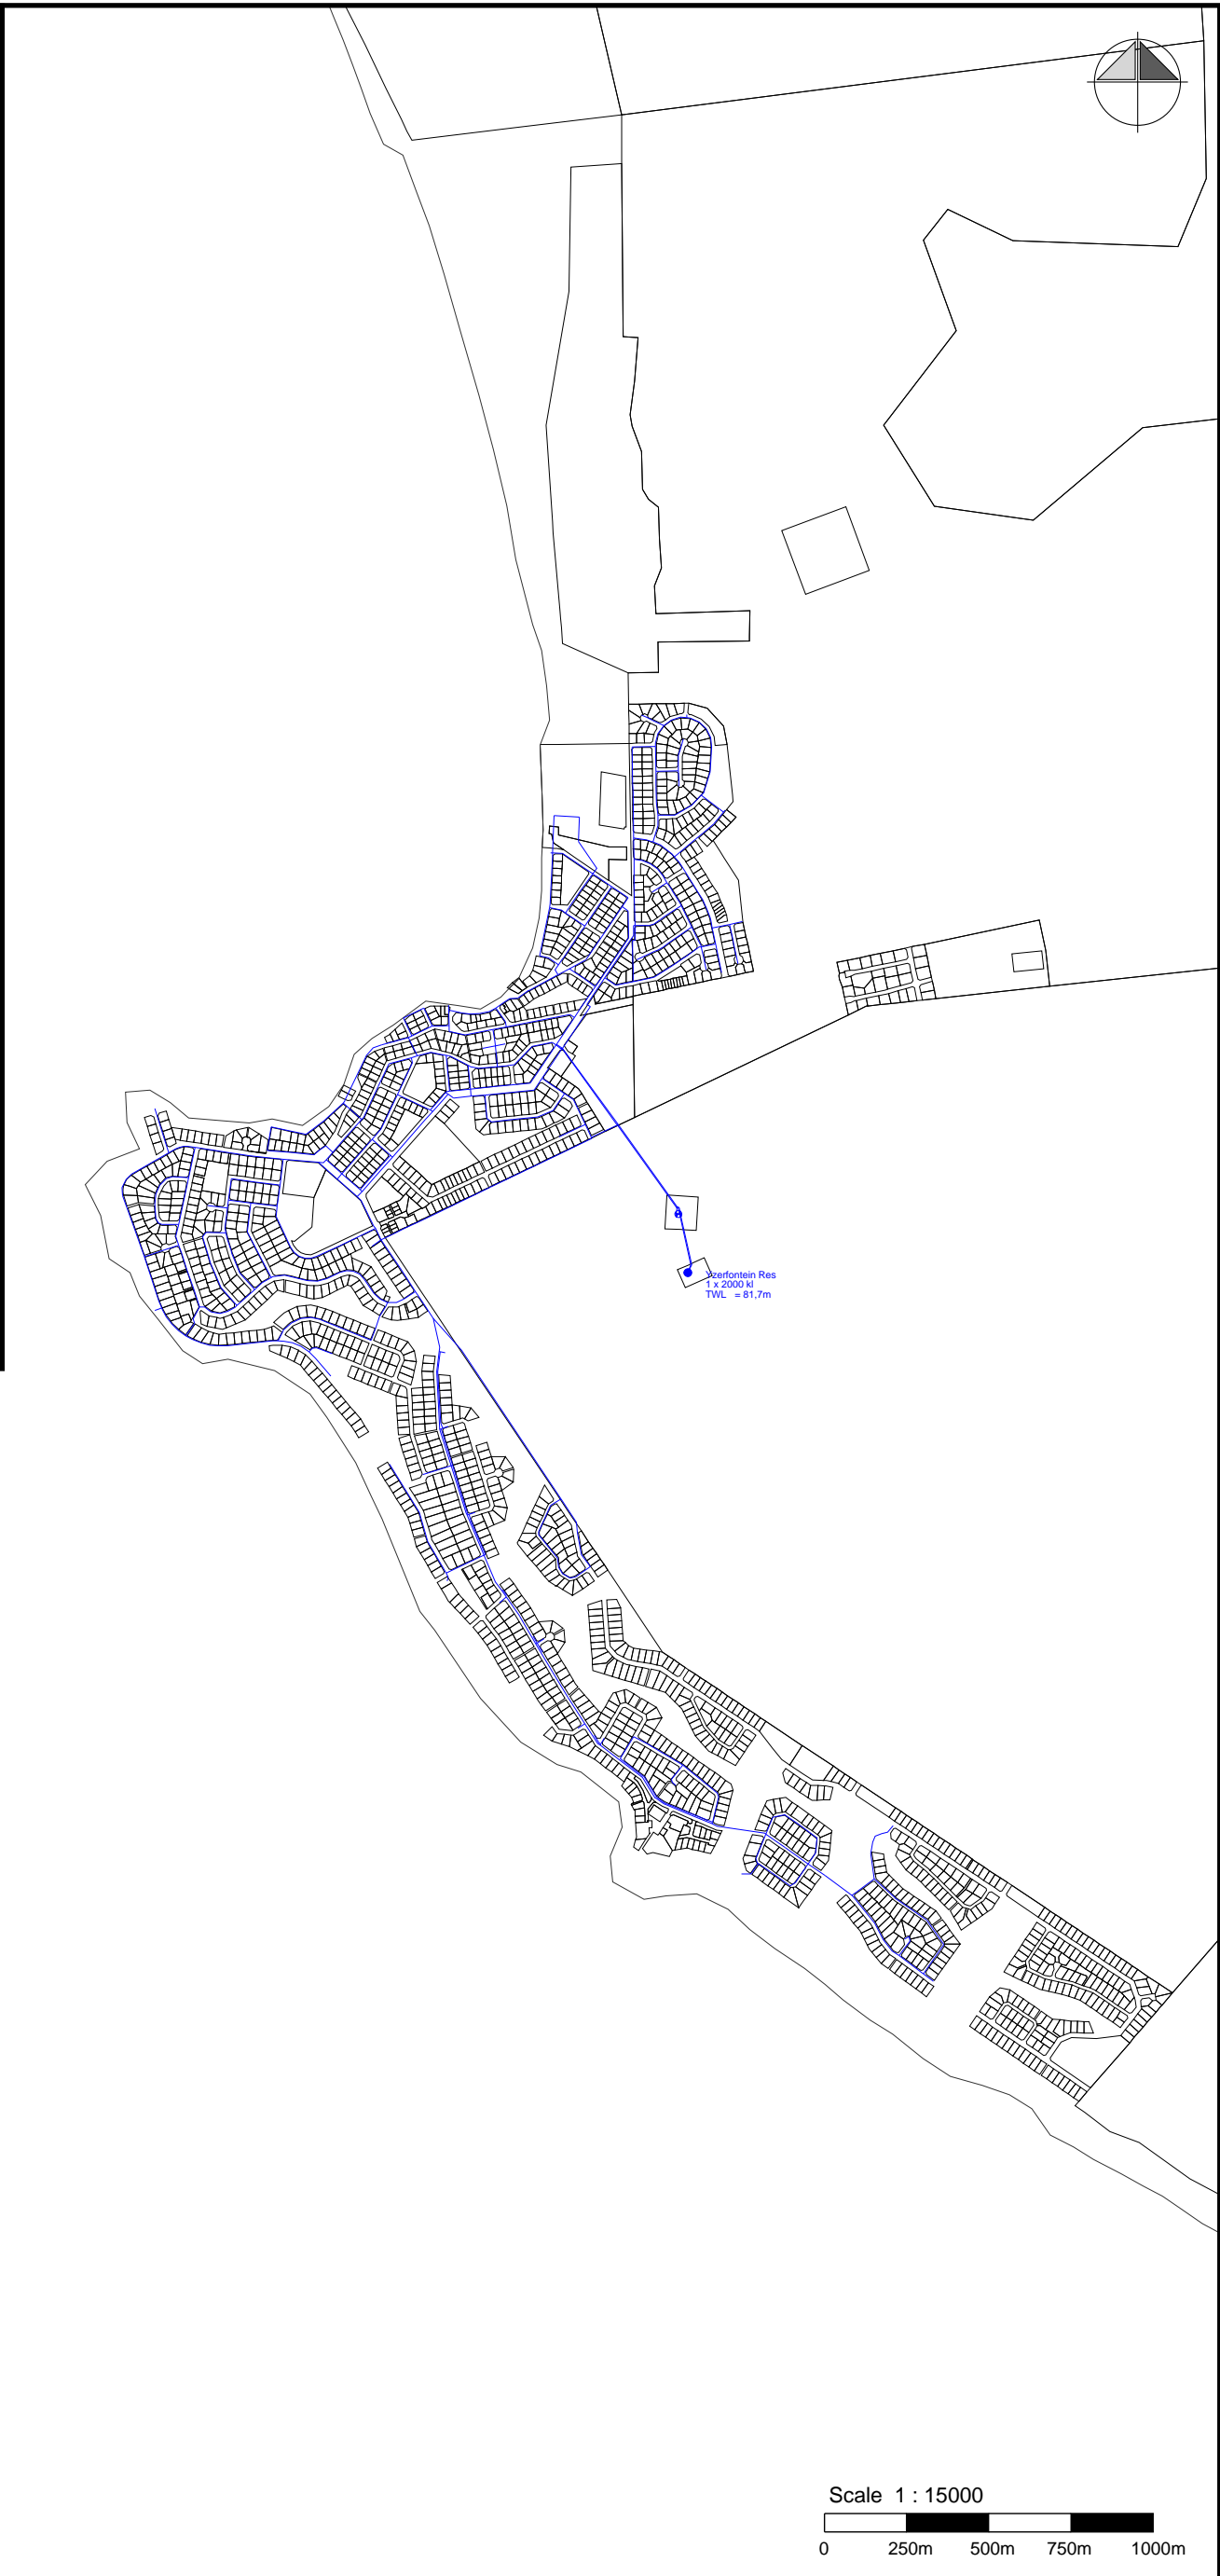 Yzerfontein Res
1 x 2000 kl
TWL = 81,7m
Scale 1 : 15000
0 250m 500m 750m 1000m